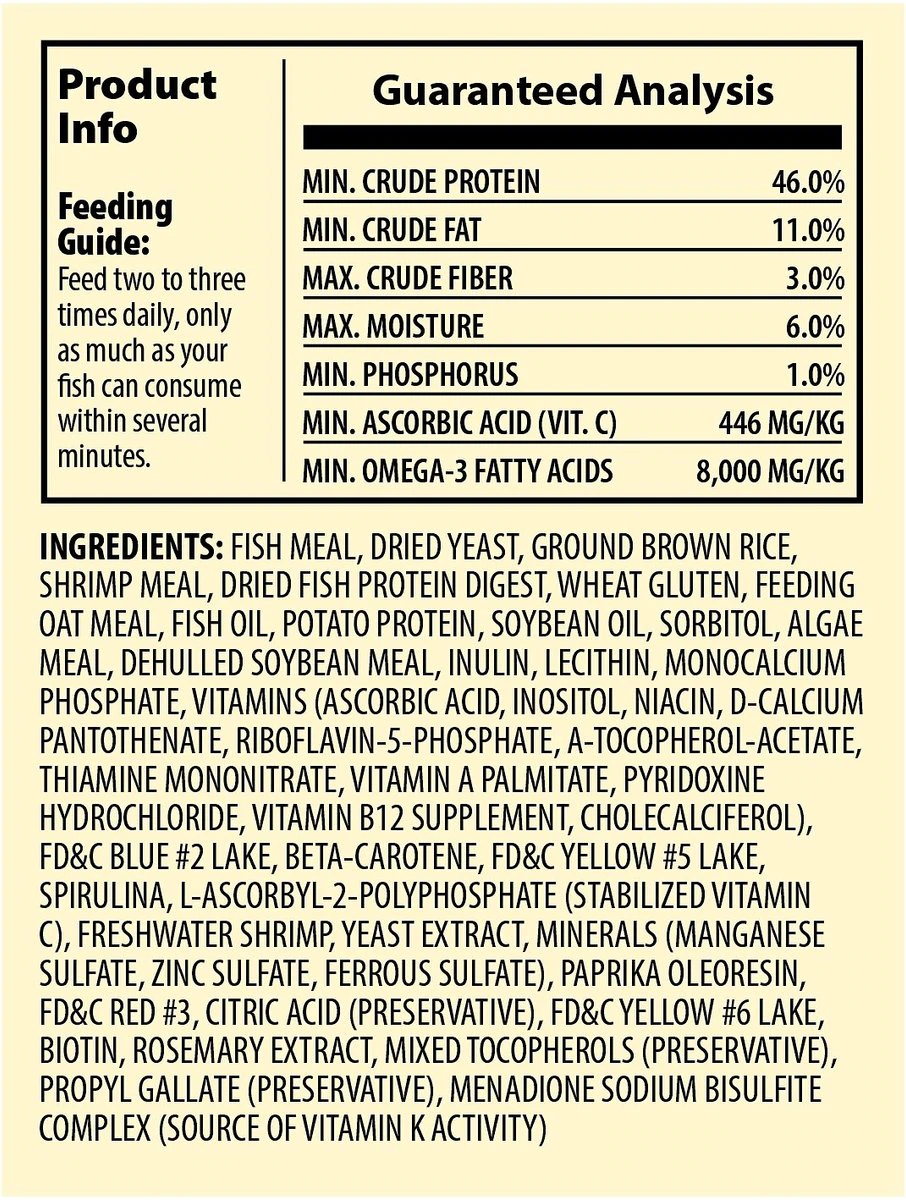 Product
Info
Feeding
Guide:
Feed two to three
times daily, only
as much as your
fish can consume
within several
minutes.
Guaranteed Analysis
MIN. CRUDE PROTEIN 46.0%
MIN. CRUDE FAT 11.0%
MAX. CRUDE FIBER 3.0%
MAX. MOISTURE 6.0%
MIN. PHOSPHORUS 1.0%
MIN. ASCORBIC ACID (VIT. C) 446 MG/KG
MIN. OMEGA-3 FATTY ACIDS 8,000 MG/KG
INGREDIENTS: FISH MEAL, DRIED YEAST, GROUND BROWN RICE,
SHRIMP MEAL, DRIED FISH PROTEIN DIGEST, WHEAT GLUTEN, FEEDING
OAT MEAL, FISH OIL, POTATO PROTEIN, SOYBEAN OIL, SORBITOL, ALGAE
MEAL, DEHULLED SOYBEAN MEAL, INULIN, LECITHIN, MONOCALCIUM
PHOSPHATE, VITAMINS (ASCORBIC ACID, INOSITOL, NIACIN, D-CALCIUM
PANTOTHENATE, RIBOFLAVIN-5-PHOSPHATE, A-TOCOPHEROL-ACETATE,
THIAMINE MONONITRATE, VITAMIN A PALMITATE, PYRIDOXINE
HYDROCHLORIDE, VITAMIN B12 SUPPLEMENT, CHOLECALCIFEROL),
FD&C BLUE #2 LAKE, BETA-CAROTENE, FD&C YELLOW #5 LAKE,
SPIRULINA, L-ASCORBYL-2-POLYPHOSPHATE (STABILIZED VITAMIN
C), FRESHWATER SHRIMP, YEAST EXTRACT, MINERALS (MANGANESE
SULFATE, ZINC SULFATE, FERROUS SULFATE), PAPRIKA OLEORESIN,
FD&C RED #3, CITRIC ACID (PRESERVATIVE), FD&C YELLOW #6 LAKE,
BIOTIN, ROSEMARY EXTRACT, MIXED TOCOPHEROLS (PRESERVATIVE),
PROPYL GALLATE (PRESERVATIVE), MENADIONE SODIUM BISULFITE
COMPLEX (SOURCE OF VITAMIN K ACTIVITY)